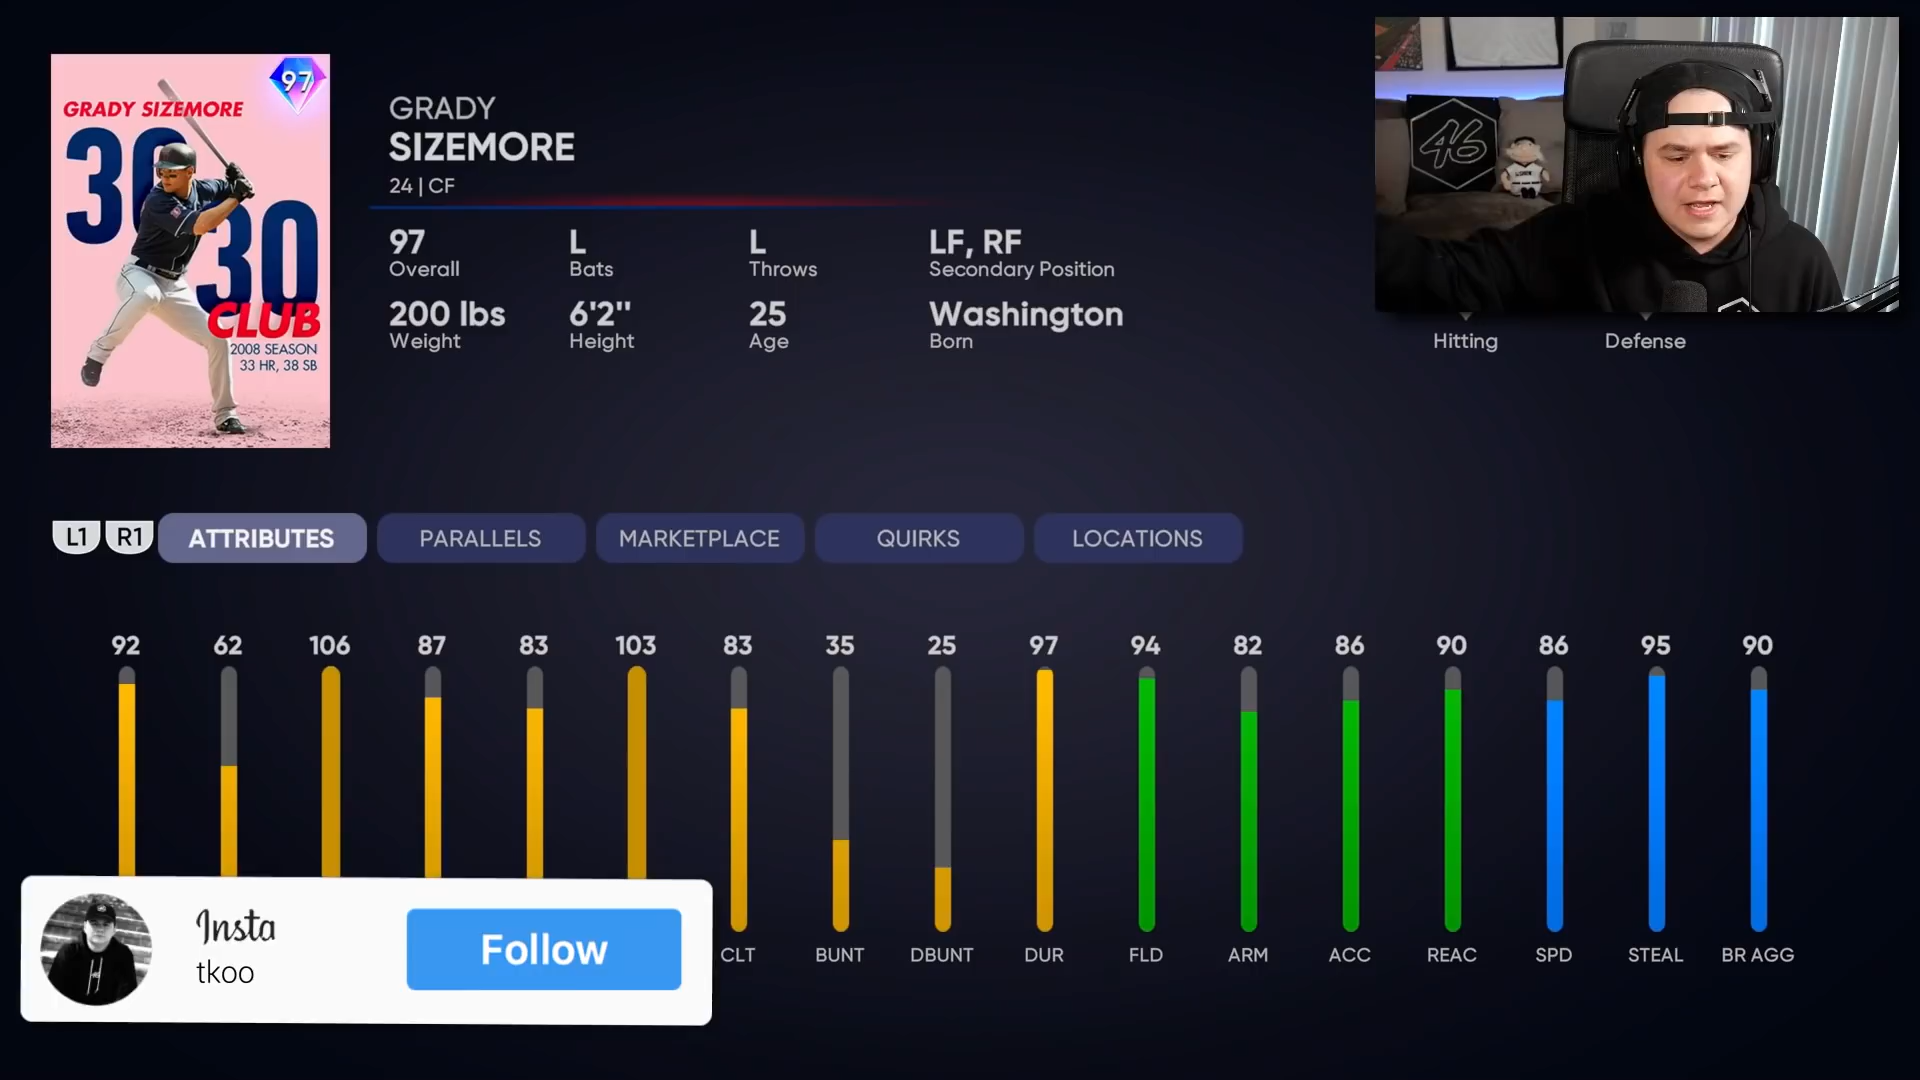 97
GRADY SIZEMORE
30
30
CLUB
2008 SEASON
33 HR, 38 SB
GRADY
SIZEMORE
24 | CF
97 L L LF, RF
Overall Bats Throws Secondary Position
200 lbs 6'2" 25 Washington
Weight Height Age Born
46
Hitting Defense
L1 R1 ATTRIBUTES PARALLELS MARKETPLACE QUIRKS LOCATIONS
92 62 106 87 83 103 83 35 25 97 94 82 86 90 86 95 90
CLT BUNT DBUNT DUR FLD ARM ACC REAC SPD STEAL BR AGG
Insta
tkoo
Follow